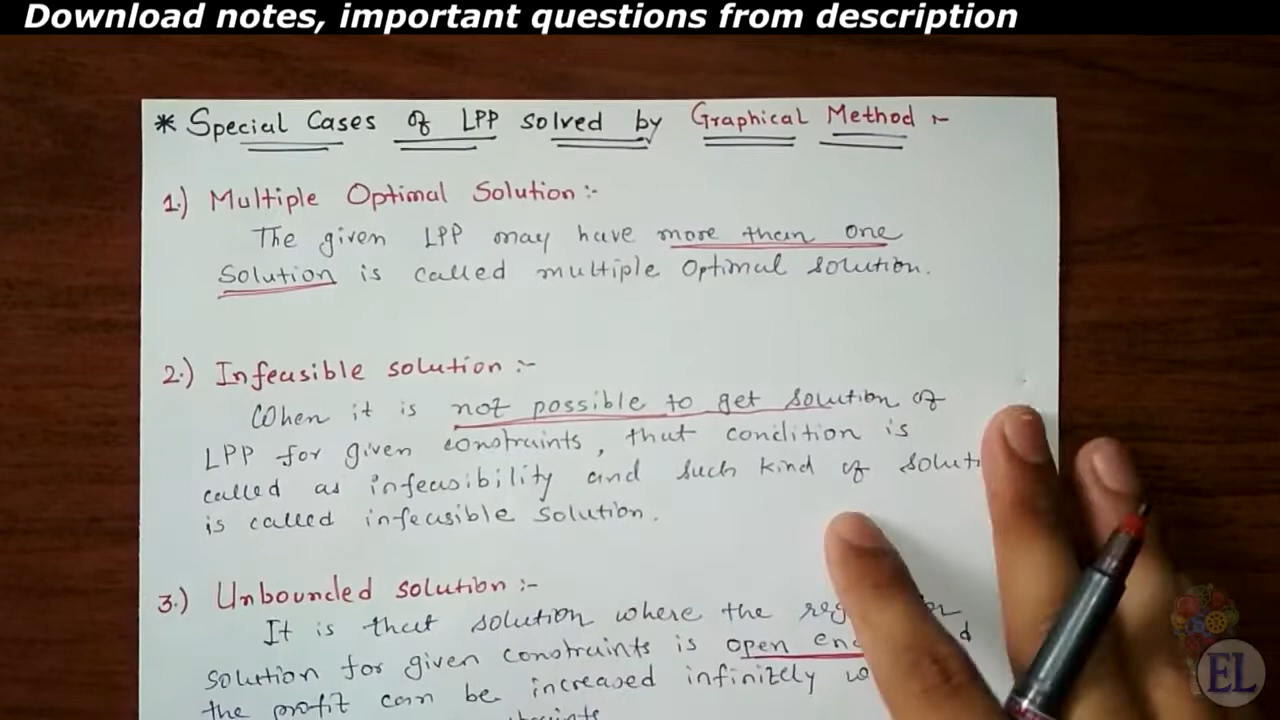 Download notes, important questions from description
* Special Cases of LPP solved by Graphical Method :-
1.) Multiple Optimal Solution :-
The given LPP may have more than one
Solution is called multiple optimal solution.
2.) Infeasible solution :-
When it is not possible to get solution of
LPP for given constraints, that condition is
called as infeasibility and such kind of soluti
is called infeasible solution.
3.) Unbounded solution :-
It is that solution where the reg
solution for given constraints is open en d
the profit can be increased infinitely
EL